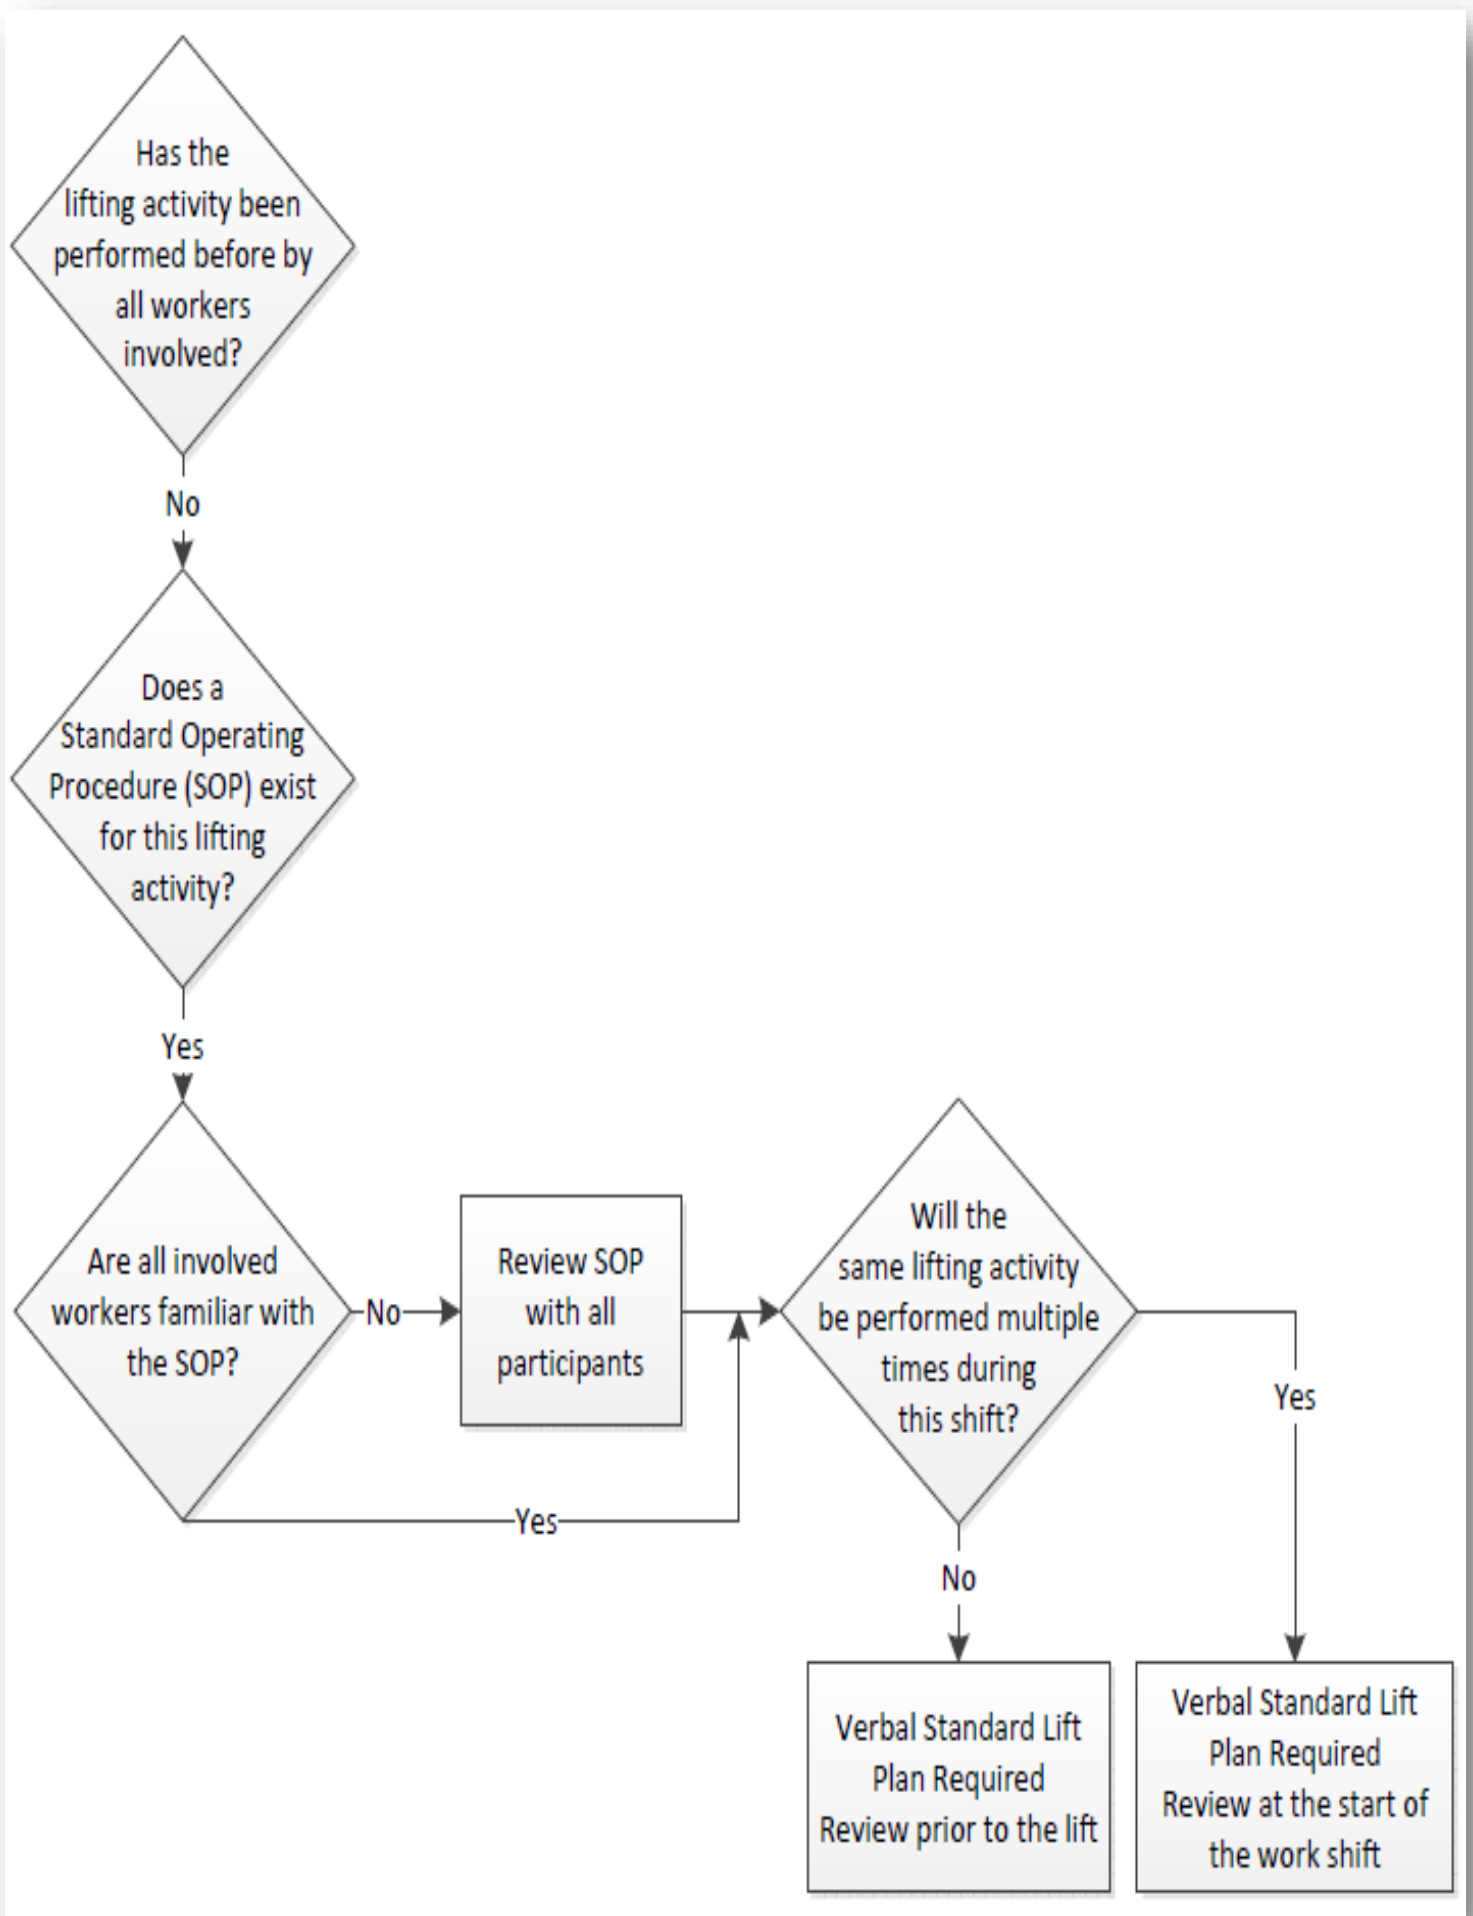 Has the
lifting activity been
performed before by
all workers
involved?
No
Does a
Standard Operating
Procedure (SOP) exist
for this lifting
activity?
Yes
Are all involved
workers familiar with
the SOP?
No
Review SOP
with all
participants
Yes
Will the
same lifting activity
be performed multiple
times during
this shift?
Yes
No
Verbal Standard Lift
Plan Required
Review prior to the lift
Verbal Standard Lift
Plan Required
Review at the start of
the work shift